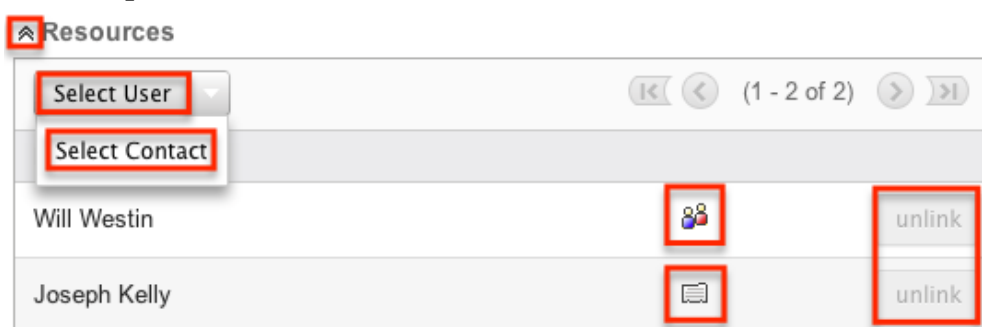 Resources
Select User
(1 - 2 of 2)
Select Contact
Will Westin
unlink
Joseph Kelly
unlink